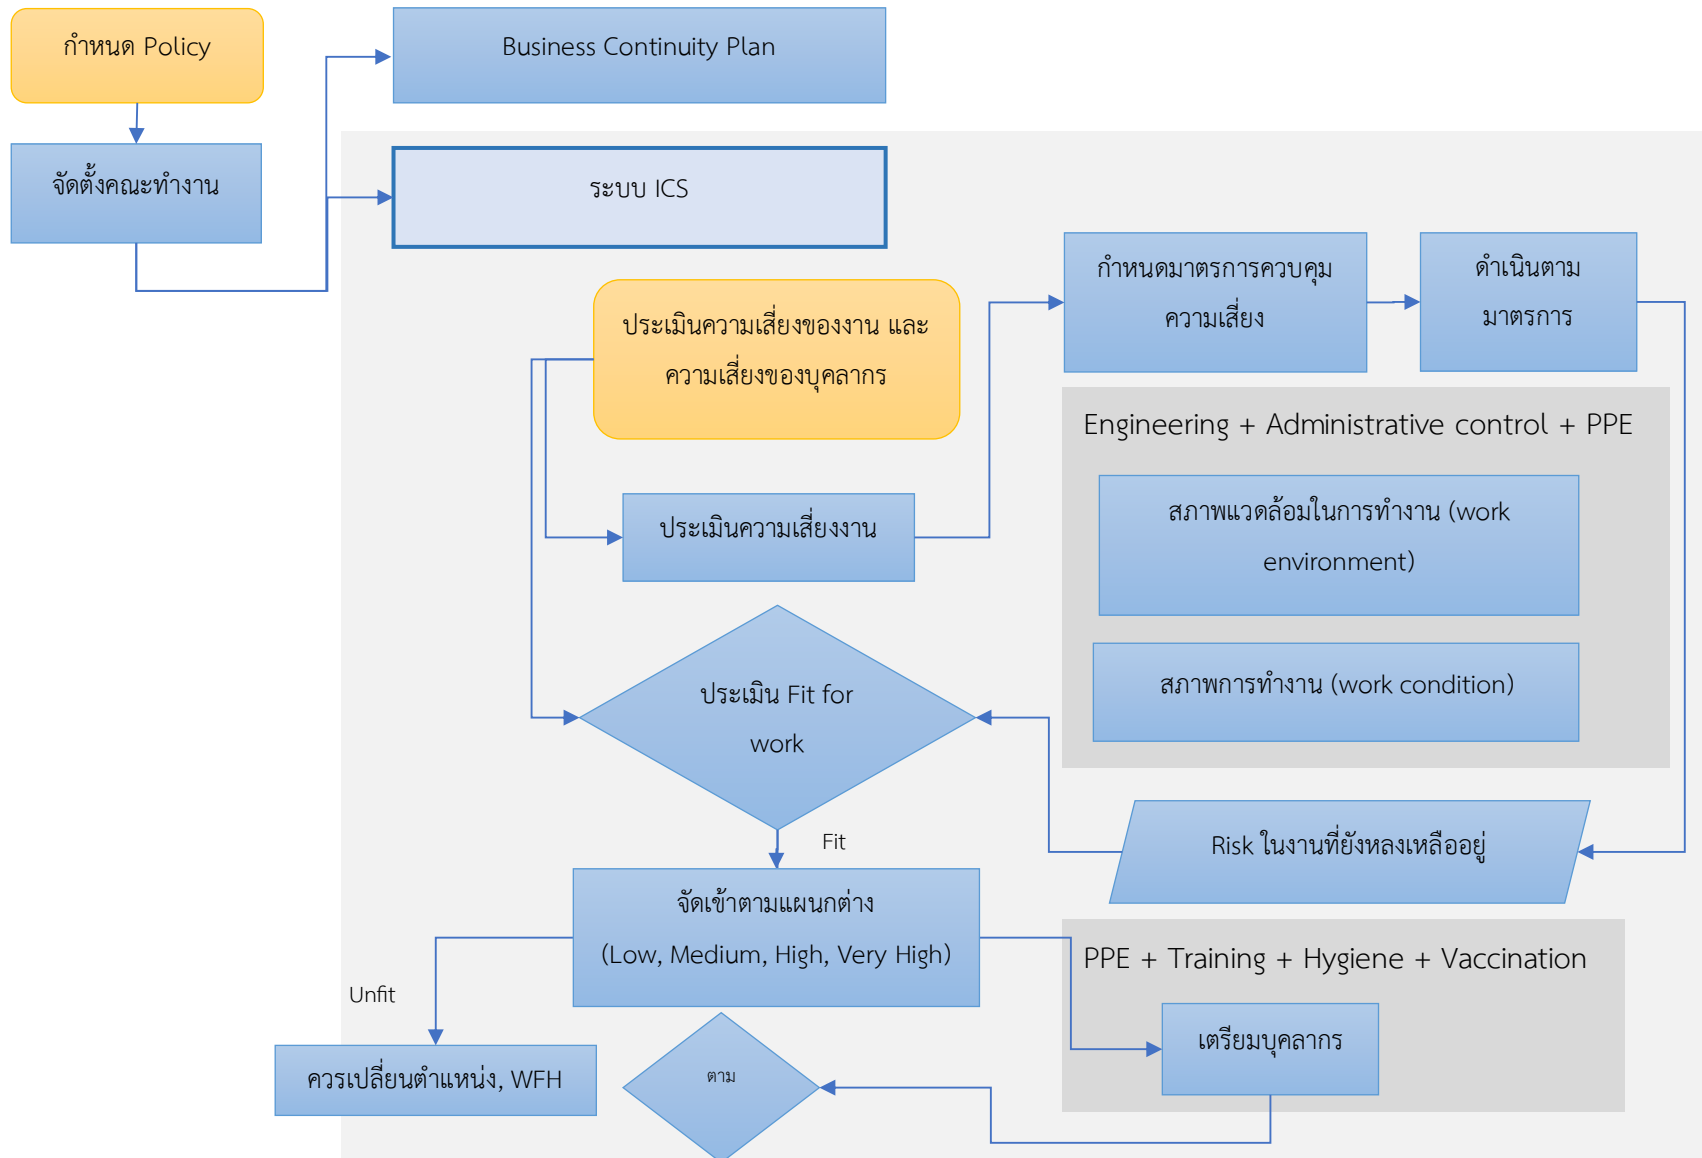 กำหนด Policy
Business Continuity Plan
จัดตั้งคณะทำงาน
ระบบ ICS
กำหนดมาตรการควบคุม
ความเสี่ยง
ดำเนินตาม
มาตรการ
ประเมินความเสี่ยงของงาน และ
ความเสี่ยงของบุคลากร
Engineering + Administrative control + PPE
สภาพแวดล้อมในการทำงาน (work
environment)
ประเมินความเสี่ยงงาน
สภาพการทำงาน (work condition)
ประเมิน Fit for
work
Fit
Risk ในงานที่ยังหลงเหลืออยู่
จัดเข้าตามแผนกต่าง
(Low, Medium, High, Very High)
PPE + Training + Hygiene + Vaccination
Unfit
เตรียมบุคลากร
ควรเปลี่ยนตำแหน่ง, WFH
ตาม